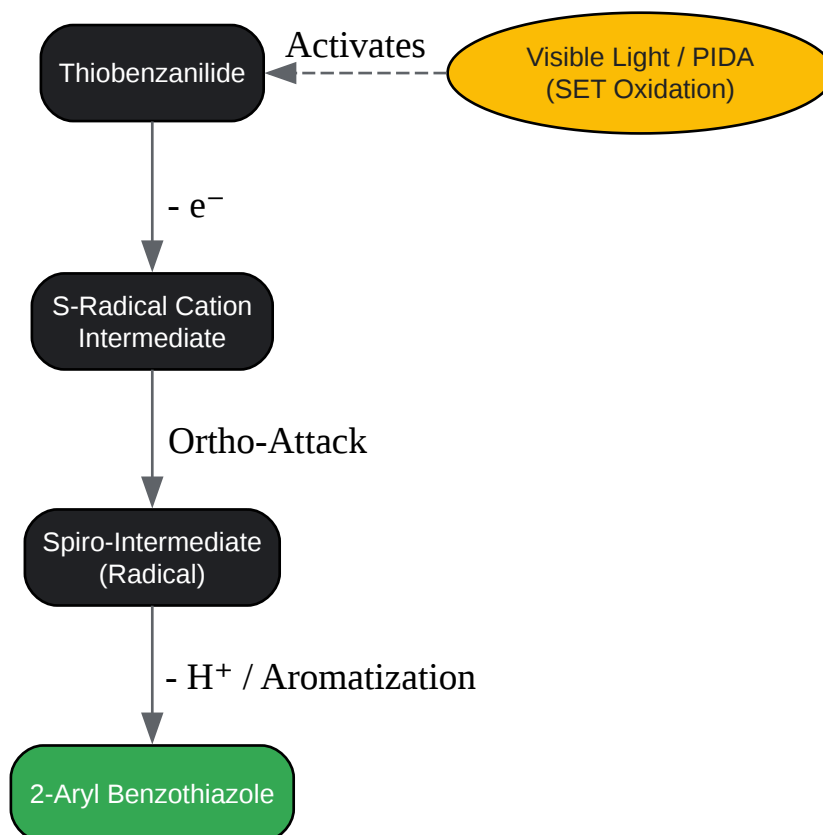 Activates
Thiobenzanilide
Visible Light / PIDA
(SET Oxidation)
- e⁻
S-Radical Cation
Intermediate
Ortho-Attack
Spiro-Intermediate
(Radical)
- H⁺ / Aromatization
2-Aryl Benzothiazole